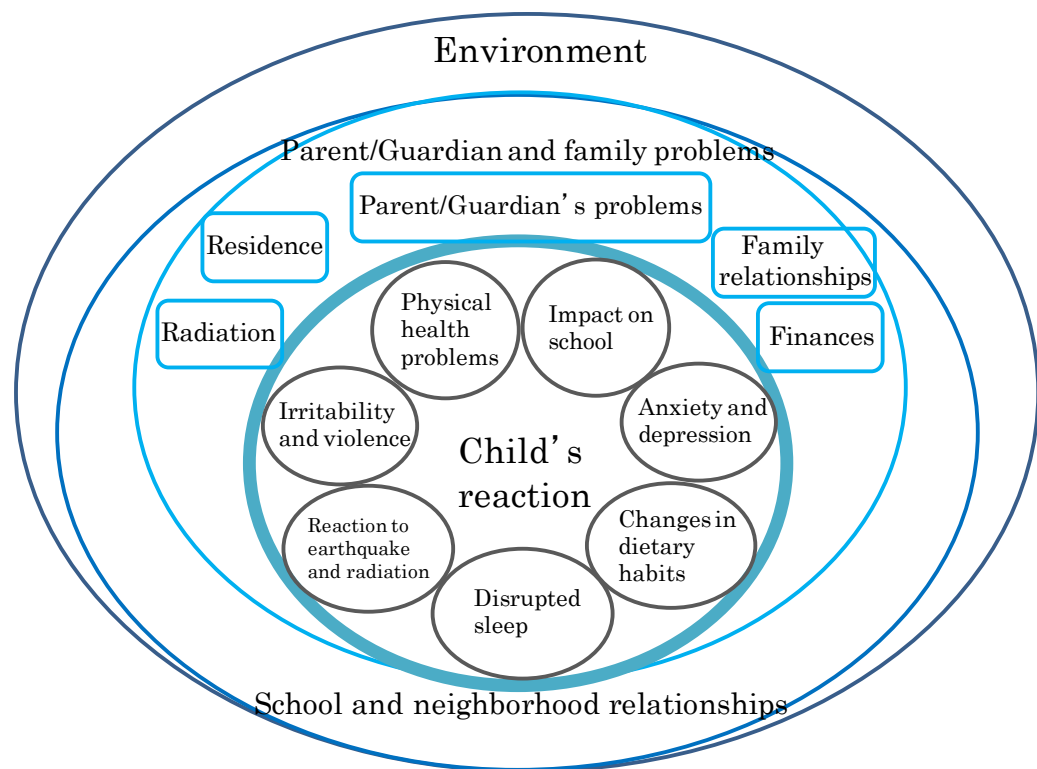 Environment
Parent/Guardian and family problems
Parent/Guardian’s problems
Residence
Family
relationships
Radiation
Finances
Physical
health
problems
Impact on
school
Irritability
and violence
Anxiety and
depression
Child’s
reaction
Reaction to
earthquake
and radiation
Changes in
dietary
habits
Disrupted
sleep
School and neighborhood relationships